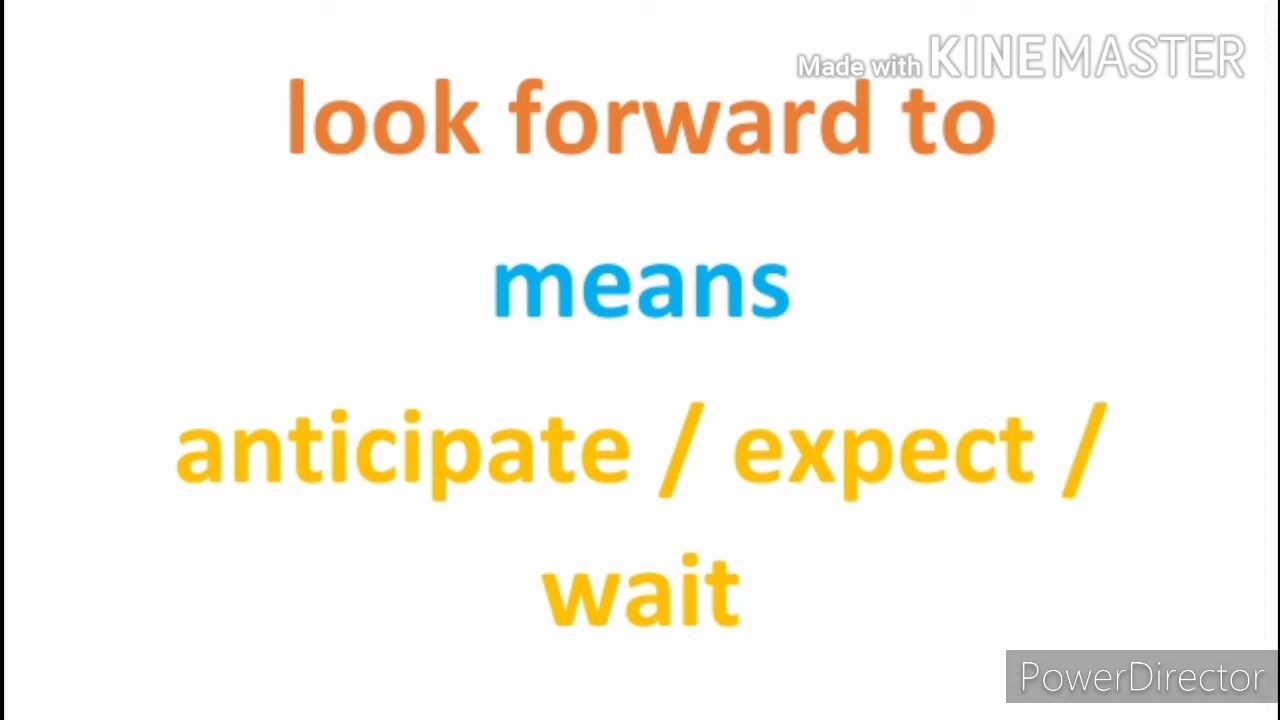 Made with KINEMASTER
look forward to
means
anticipate / expect /
wait
PowerDirector